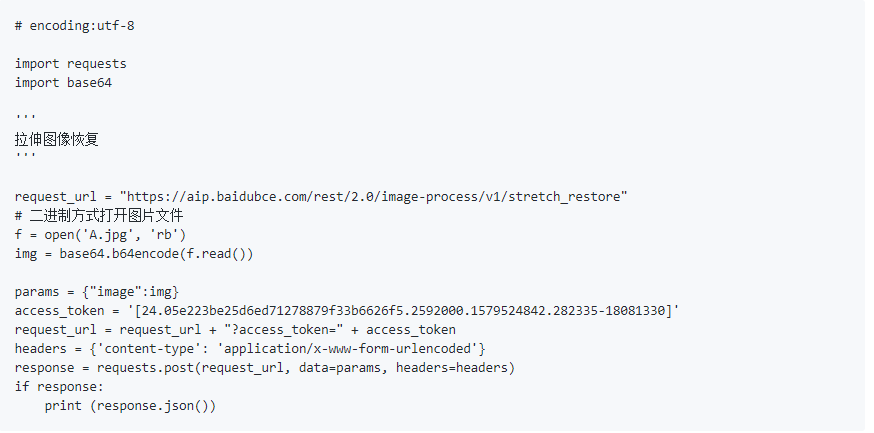 # encoding:utf-8
import requests
import base64
'''
拉伸图像恢复
'''
request_url = "https://aip.baidubce.com/rest/2.0/image-process/v1/stretch_restore"
# 二进制方式打开图片文件
f = open('A.jpg', 'rb')
img = base64.b64encode(f.read())
params = {"image":img}
access_token = '[24.05e223be25d6ed71278879f33b6626f5.2592000.1579524842.282335-18081330]'
request_url = request_url + "?access_token=" + access_token
headers = {'content-type': 'application/x-www-form-urlencoded'}
response = requests.post(request_url, data=params, headers=headers)
if response:
    print (response.json())